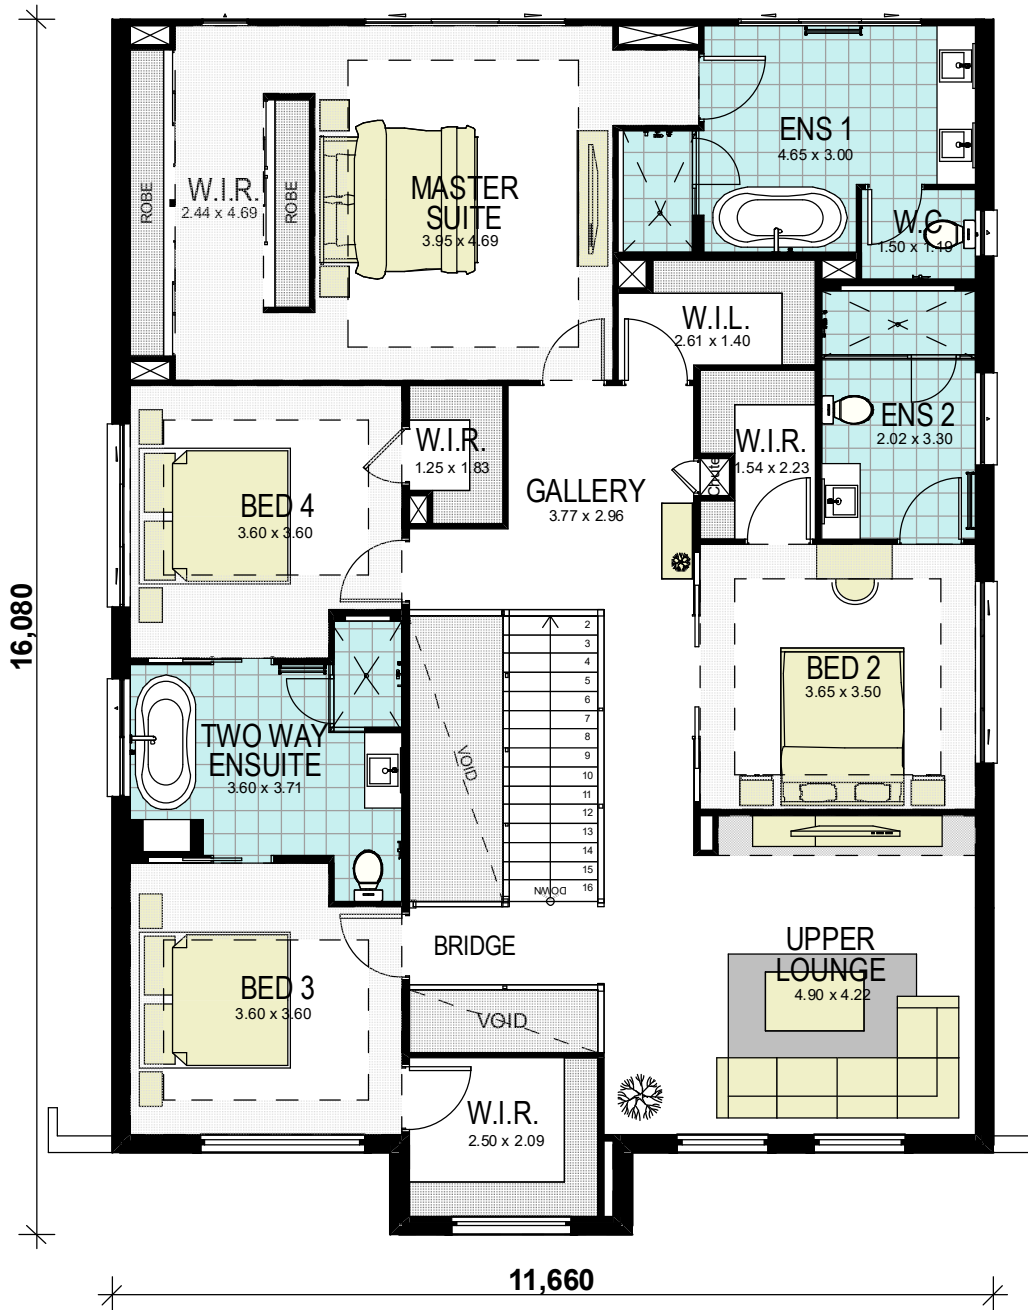 ENS 1
4.65 x 3.00
ROBE
W.I.R.
2.44 x 4.69
ROBE
MASTER
SUITE
3.95 x 4.69
W.C
1.50 x 1.19
W.I.L.
2.61 x 1.40
ENS 2
2.02 x 3.30
W.I.R.
1.25 x 1.83
W.I.R.
1.54 x 2.23
Chute
GALLERY
3.77 x 2.96
BED 4
3.60 x 3.60
16,080
2
3
4
5
6
7
8
9
10
11
12
13
14
15
16
DOWN
VOID
BED 2
3.65 x 3.50
TWO WAY
ENSUITE
3.60 x 3.71
BRIDGE
UPPER
LOUNGE
4.90 x 4.22
BED 3
3.60 x 3.60
VOID
W.I.R.
2.50 x 2.09
11,660